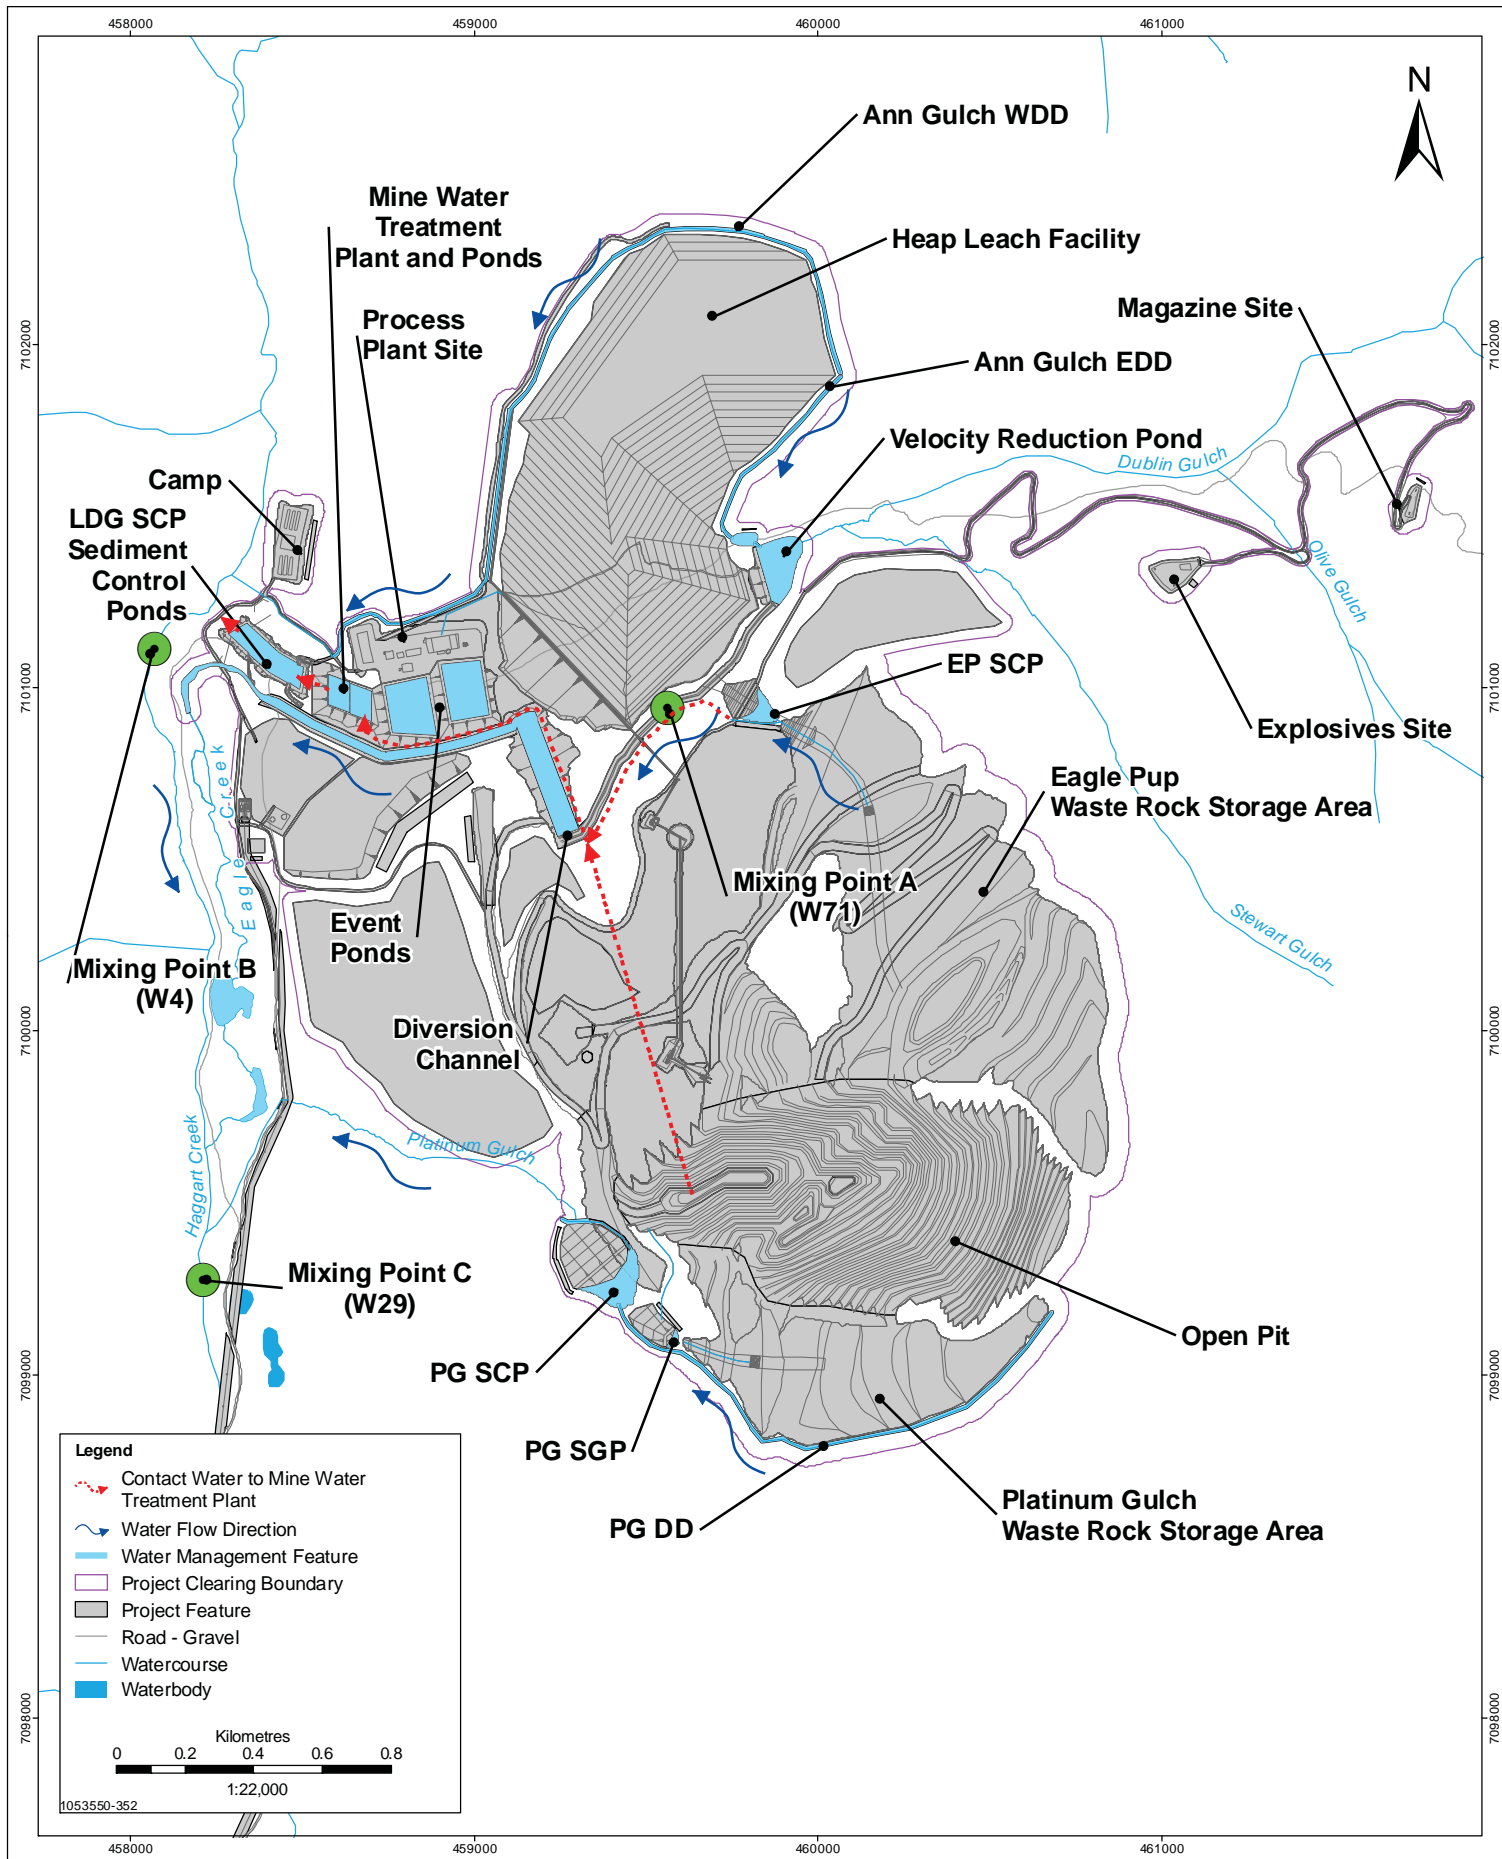 458000
459000
460000
461000
N
Ann Gulch WDD
Mine Water
Treatment
Plant and Ponds
Heap Leach Facility
Process
Plant Site
Magazine Site
7102000
7102000
Ann Gulch EDD
Velocity Reduction Pond
Dublin Gulch
Camp
LDG SCP
Sediment
Control
Ponds
Olive Gulch
EP SCP
7101000
7101000
Explosives Site
Eagle Creek
Eagle Pup
Waste Rock Storage Area
Mixing Point A
(W71)
Event
Ponds
Stewart Gulch
Mixing Point B
(W4)
Diversion
Channel
7100000
7100000
Platinum Gulch
Haggart Creek
Mixing Point C
(W29)
Open Pit
PG SCP
7099000
7099000
PG SGP
PG DD
Platinum Gulch
Waste Rock Storage Area
Legend
Contact Water to Mine Water
Treatment Plant
Water Flow Direction
Water Management Feature
Project Clearing Boundary
Project Feature
Road - Gravel
Watercourse
Waterbody
7098000
7098000
Kilometres
0 0.2 0.4 0.6 0.8
1:22,000
1053550-352
458000
459000
460000
461000